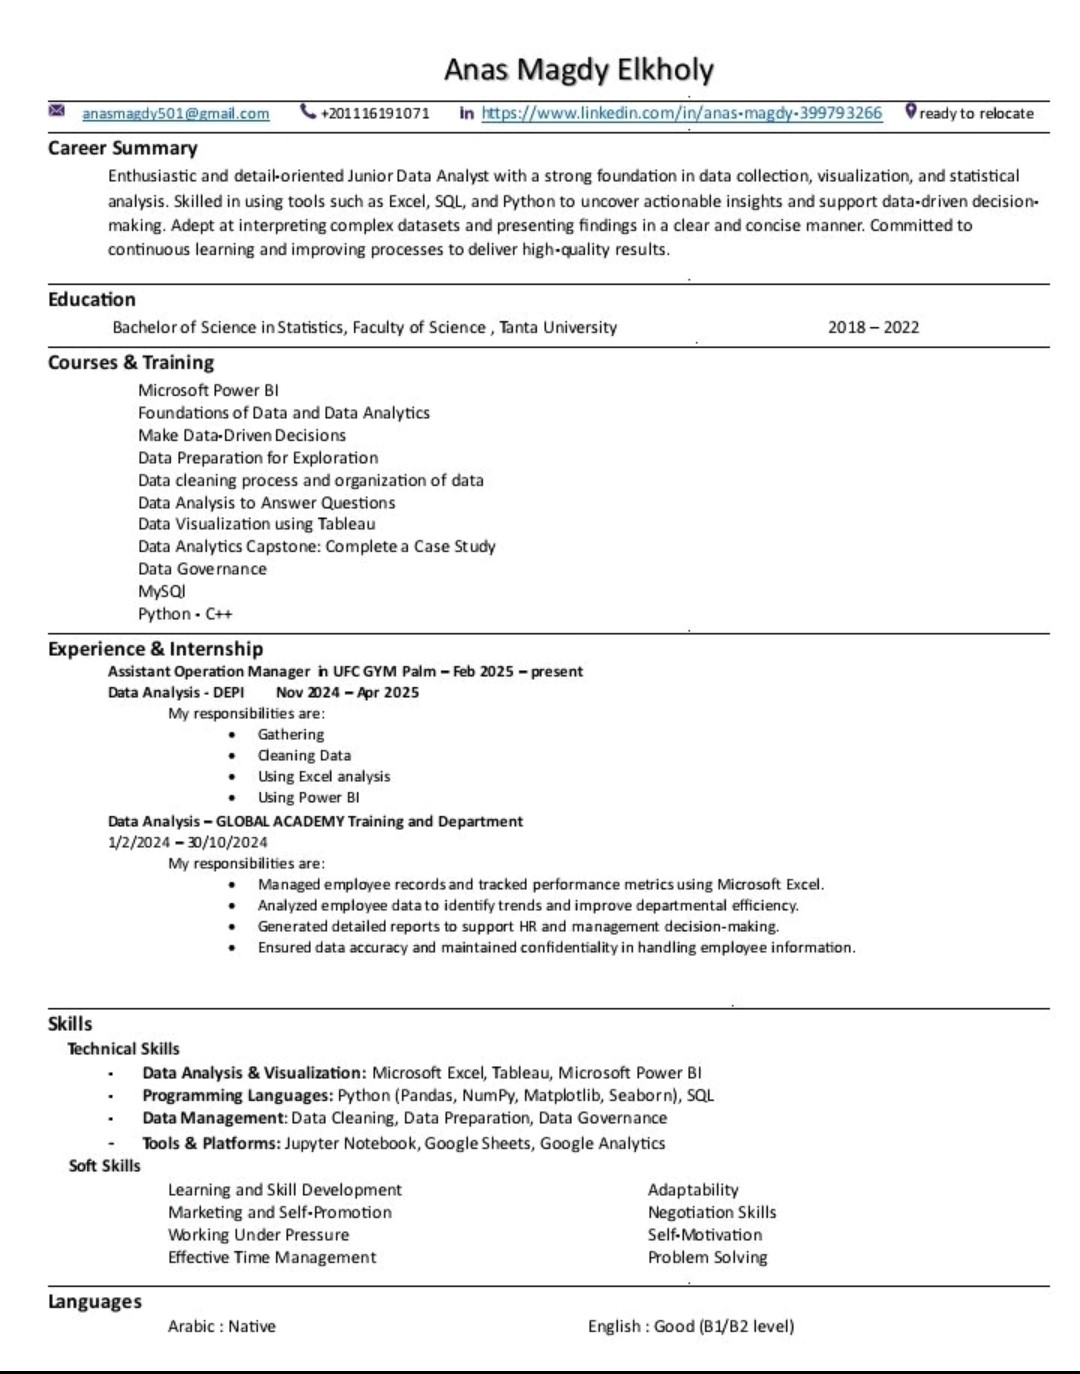 Anas Magdy Elkholy
anasmagdy501@gmail.com +201116191071 in https://www.linkedin.com/in/anas-magdy-399793266 ready to relocate
Career Summary
Enthusiastic and detail-oriented Junior Data Analyst with a strong foundation in data collection, visualization, and statistical
analysis. Skilled in using tools such as Excel, SQL, and Python to uncover actionable insights and support data-driven decision-
making. Adept at interpreting complex datasets and presenting findings in a clear and concise manner. Committed to
continuous learning and improving processes to deliver high-quality results.
Education
Bachelor of Science in Statistics, Faculty of Science , Tanta University 2018 – 2022
Courses & Training
Microsoft Power BI
Foundations of Data and Data Analytics
Make Data-Driven Decisions
Data Preparation for Exploration
Data cleaning process and organization of data
Data Analysis to Answer Questions
Data Visualization using Tableau
Data Analytics Capstone: Complete a Case Study
Data Governance
MySQl
Python - C++
Experience & Internship
Assistant Operation Manager in UFC GYM Palm – Feb 2025 – present
Data Analysis - DEPI Nov 2024 – Apr 2025
My responsibilities are:
• Gathering
• Cleaning Data
• Using Excel analysis
• Using Power BI
Data Analysis – GLOBAL ACADEMY Training and Department
1/2/2024 – 30/10/2024
My responsibilities are:
• Managed employee records and tracked performance metrics using Microsoft Excel.
• Analyzed employee data to identify trends and improve departmental efficiency.
• Generated detailed reports to support HR and management decision-making.
• Ensured data accuracy and maintained confidentiality in handling employee information.
Skills
Technical Skills
- Data Analysis & Visualization: Microsoft Excel, Tableau, Microsoft Power BI
- Programming Languages: Python (Pandas, NumPy, Matplotlib, Seaborn), SQL
- Data Management: Data Cleaning, Data Preparation, Data Governance
- Tools & Platforms: Jupyter Notebook, Google Sheets, Google Analytics
Soft Skills
Learning and Skill Development Adaptability
Marketing and Self-Promotion Negotiation Skills
Working Under Pressure Self-Motivation
Effective Time Management Problem Solving
Languages
Arabic : Native English : Good (B1/B2 level)